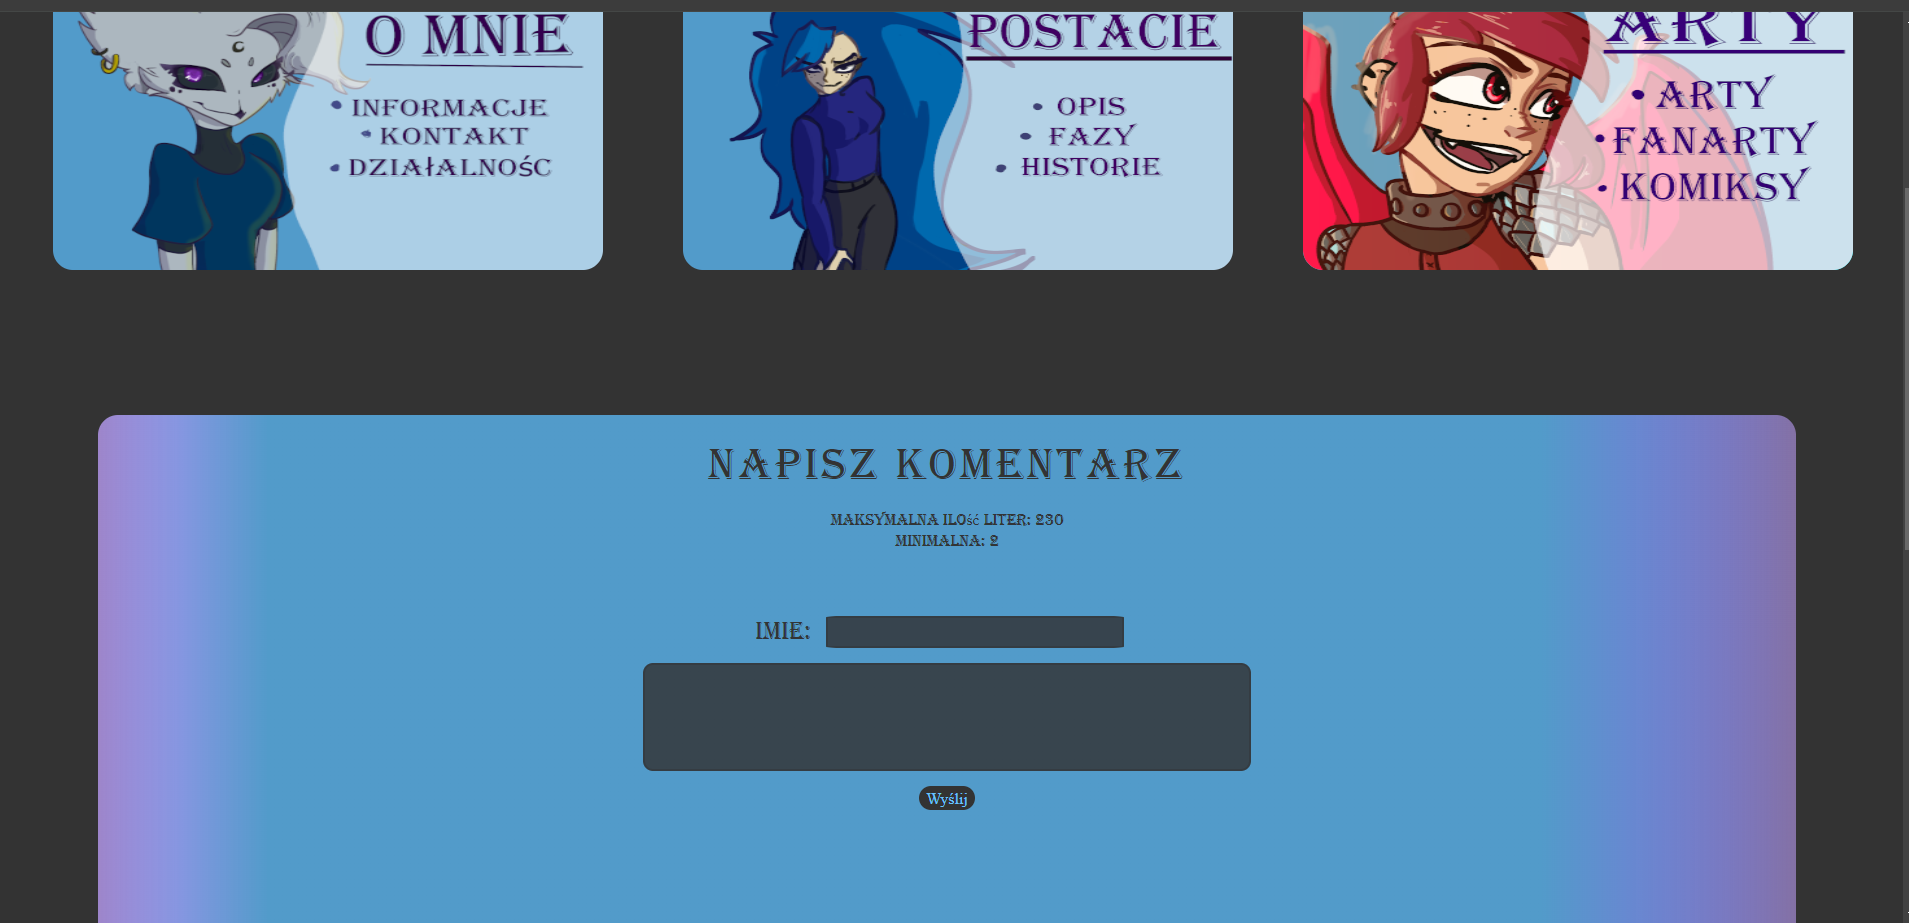 O MNIE
• INFORMACJE
• KONTAKT
• DZIAłALNOśC
POSTACIE
• OPIS
• FAZY
• HISTORIE
ARTY
• ARTY
• FANARTY
• KOMIKSY
NAPISZ KOMENTARZ
MAKSYMALNA ILOść LITER: 230
MINIMALNA: 2
IMIE:
Wyślij